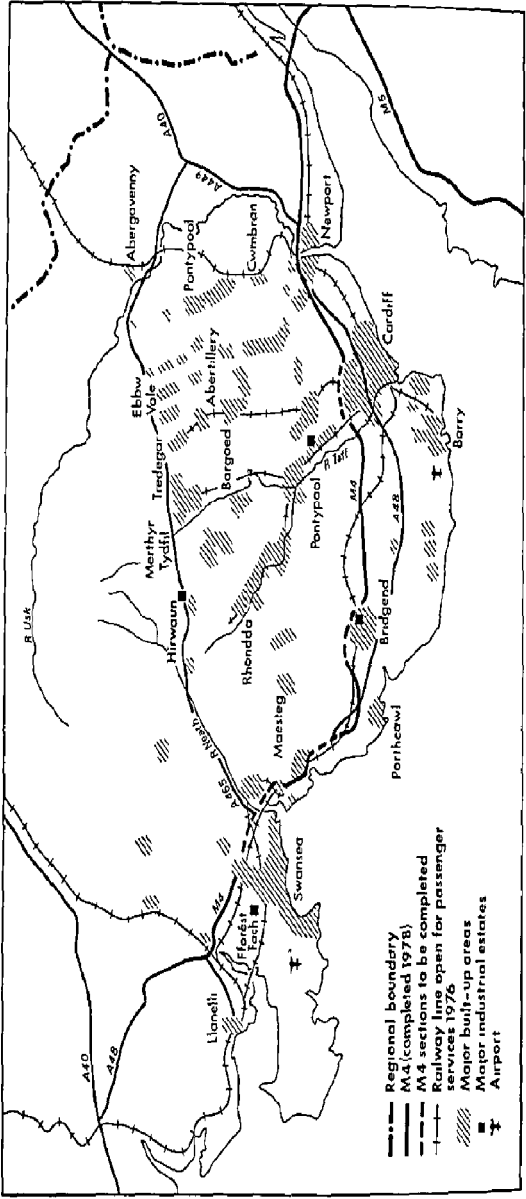 A40
A48
Llanelli
M4
Fforest
Fach
Swansea
R Usk
A465
R Neath
Hirwaun
Merthyr
Tydfil
Tredegar
Ebbw
Vale
Abergavenny
A40
A449
Maesteg
Rhondda
Bargoed
Abertillery
Pontypool
Cwmbran
Porthcawl
Bridgend
Pontypool
R Taff
M4
A48
Barry
Cardiff
Newport
M5
Regional boundary
M4 (completed 1978)
M4 sections to be completed
Railway line open for passenger
services 1976
Major built-up areas
Major industrial estates
Airport